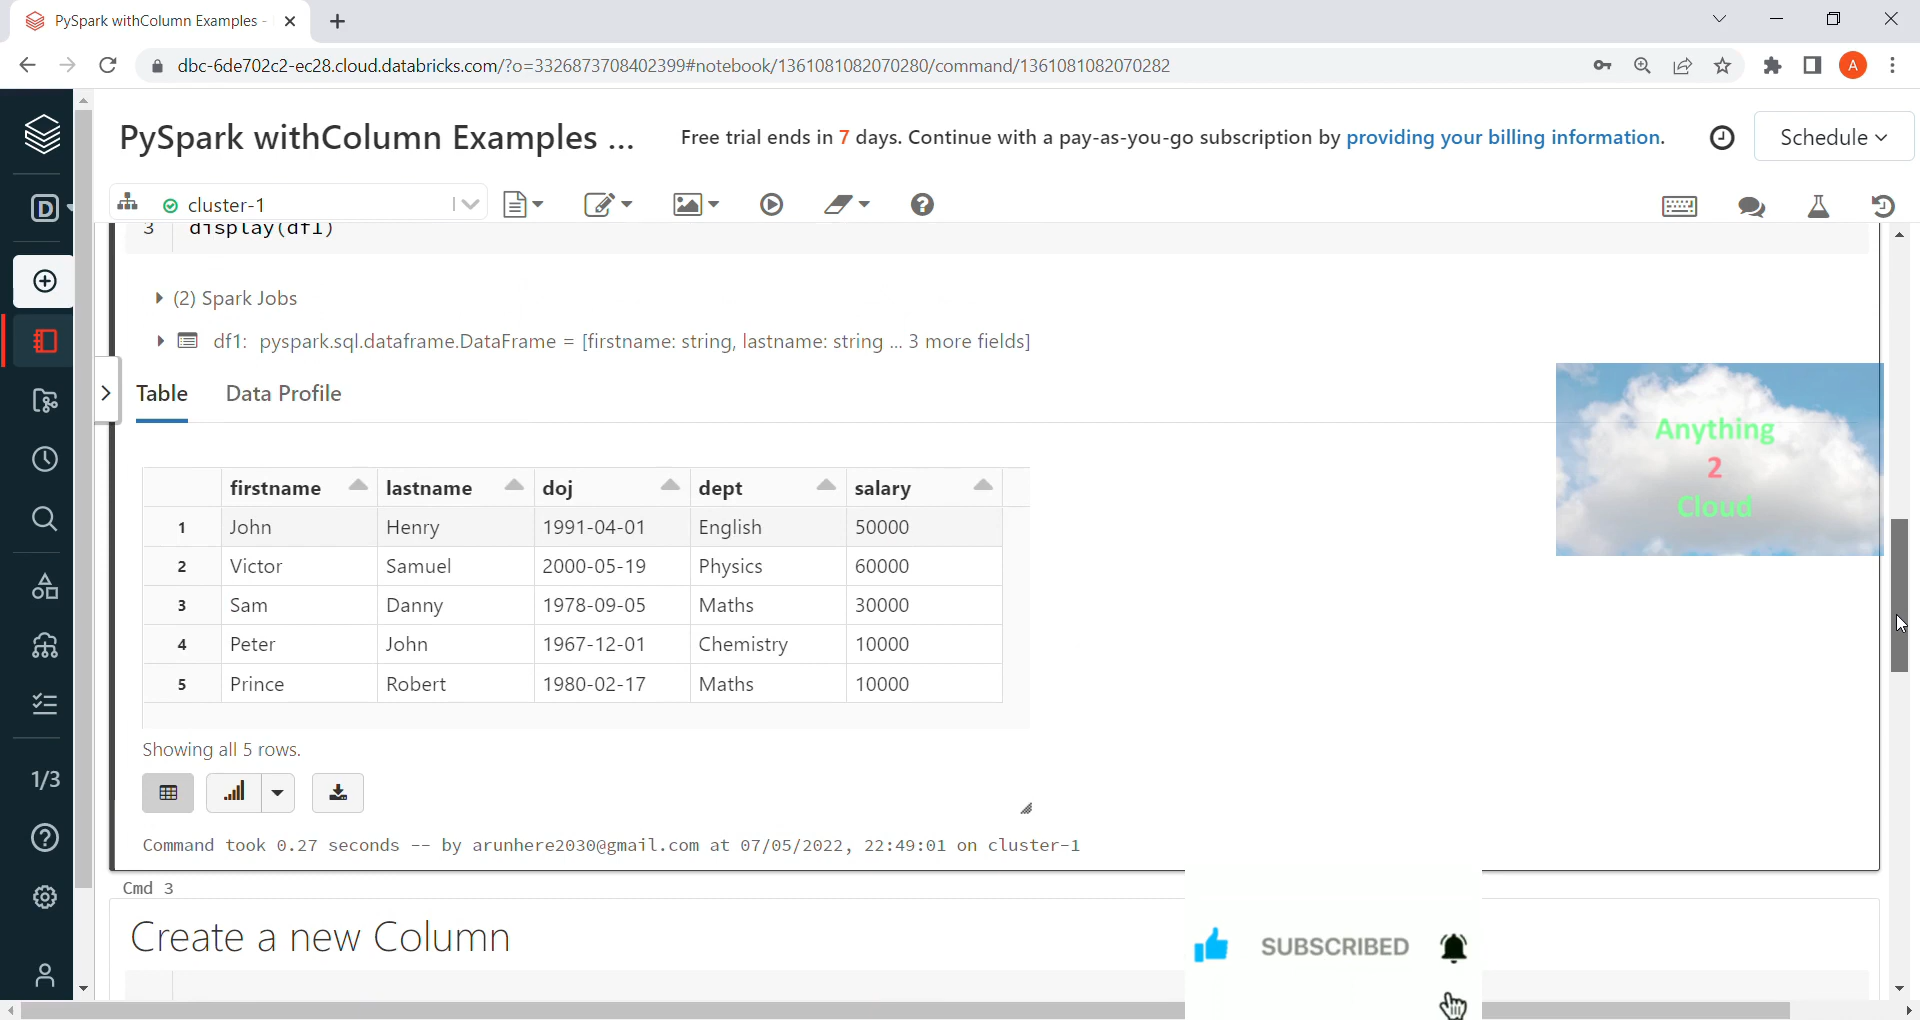 PySpark withColumn Examples -
dbc-6de702c2-ec28.cloud.databricks.com/?o=3326873708402399#notebook/1361081082070280/command/1361081082070282
A
PySpark withColumn Examples ...
Free trial ends in 7 days. Continue with a pay-as-you-go subscription by providing your billing information.
Schedule
D
cluster-1
3 display(df1)
(2) Spark Jobs
df1: pyspark.sql.dataframe.DataFrame = [firstname: string, lastname: string ... 3 more fields]
Table Data Profile
Anything
2
Cloud
firstname lastname doj dept salary
1 John Henry 1991-04-01 English 50000
2 Victor Samuel 2000-05-19 Physics 60000
3 Sam Danny 1978-09-05 Maths 30000
4 Peter John 1967-12-01 Chemistry 10000
5 Prince Robert 1980-02-17 Maths 10000
Showing all 5 rows.
1/3
Command took 0.27 seconds -- by arunhere2030@gmail.com at 07/05/2022, 22:49:01 on cluster-1
Cmd 3
Create a new Column
SUBSCRIBED